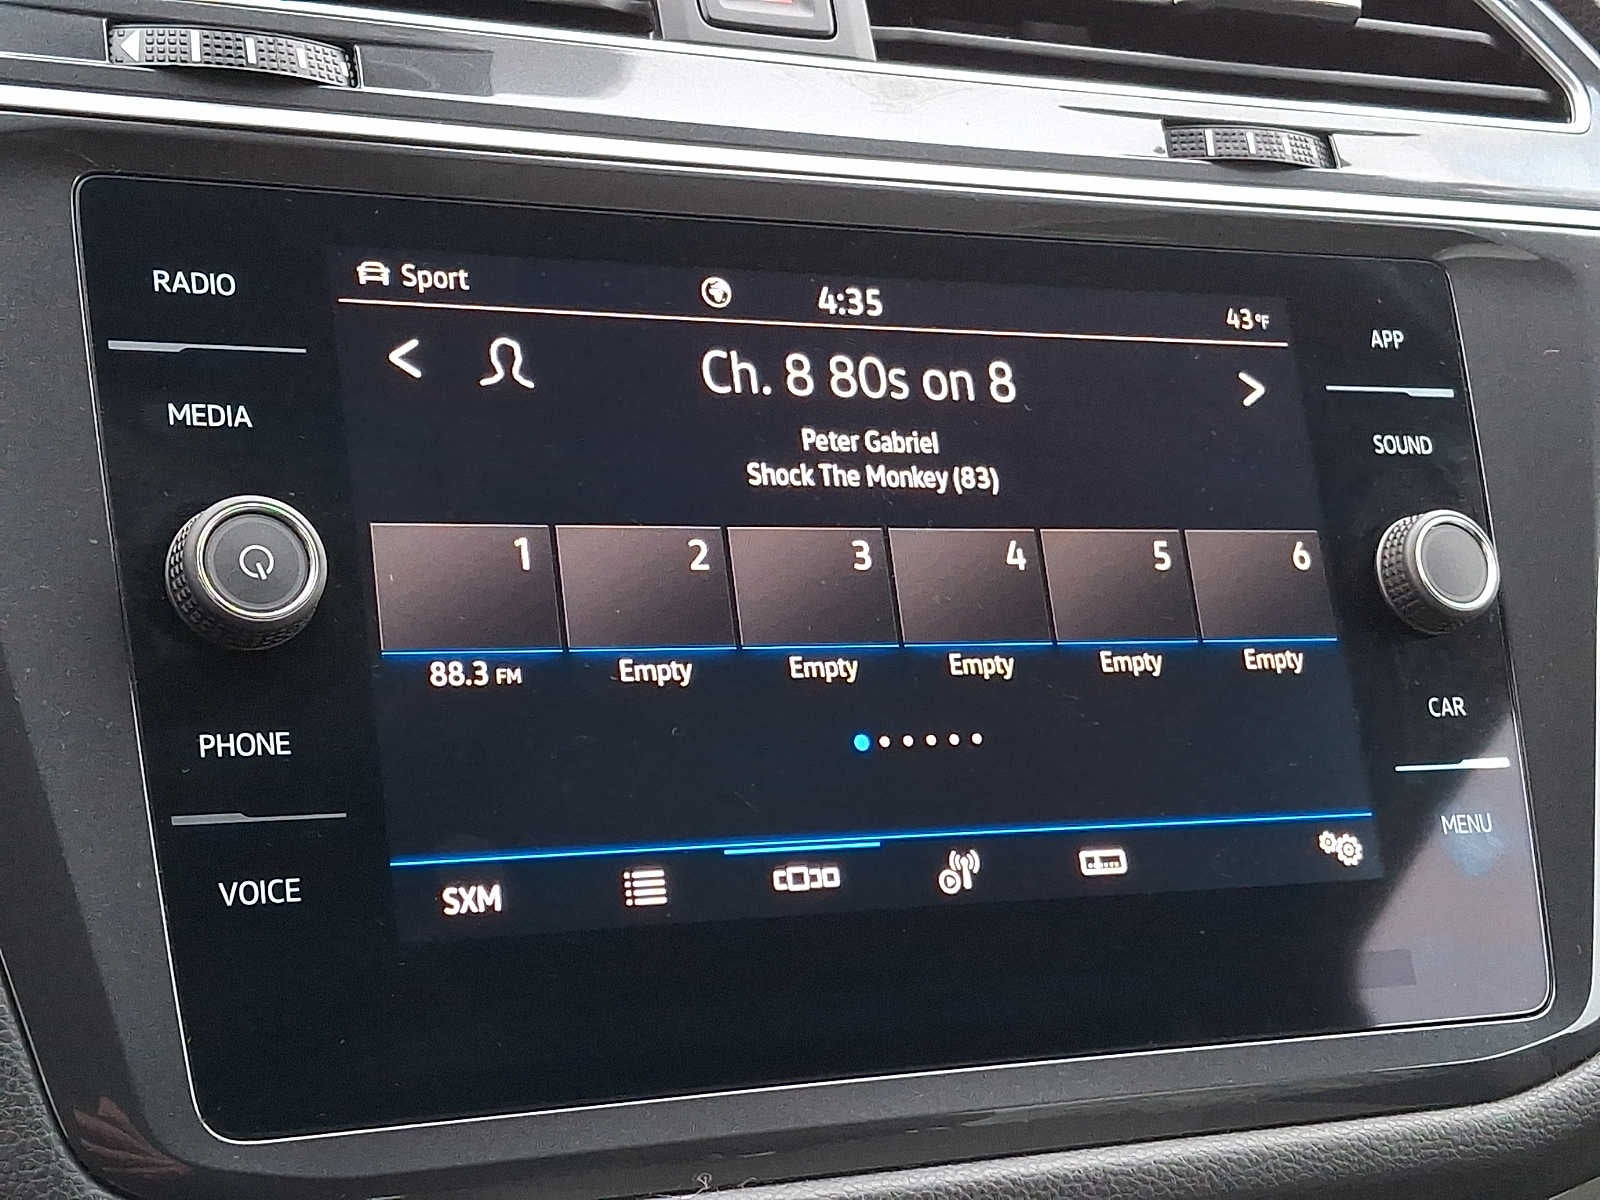 RADIO
MEDIA
PHONE
VOICE
Sport
4:35
43°F
Ch. 8 80s on 8
Peter Gabriel
Shock The Monkey (83)
1
2
3
4
5
6
88.3 FM
Empty
Empty
Empty
Empty
Empty
SXM
APP
SOUND
CAR
MENU